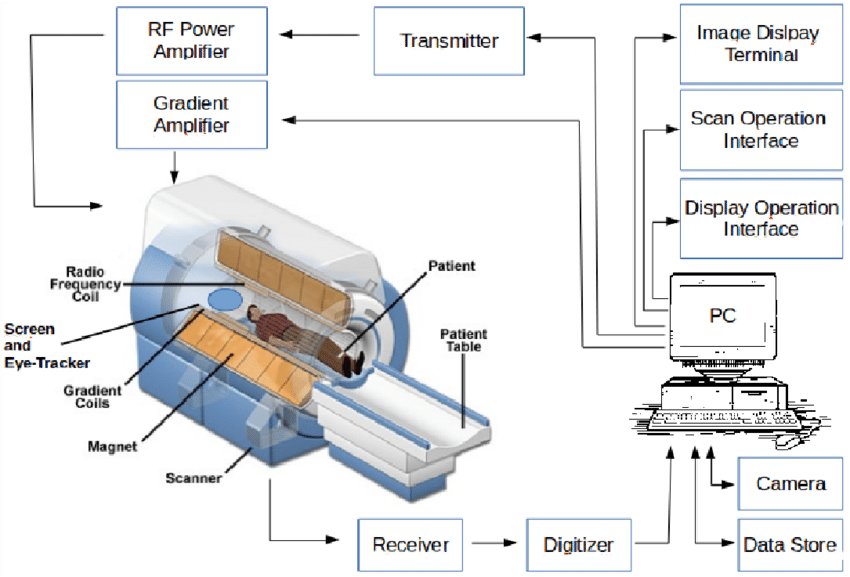 RF Power
Amplifier
Transmitter
Image Dislpay
Terminal
Gradient
Amplifier
Scan Operation
Interface
Display Operation
Interface
Radio
Frequency
Coil
Patient
PC
Screen
and
Eye-Tracker
Patient
Table
Gradient
Coils
Magnet
Scanner
Camera
Receiver
Digitizer
Data Store